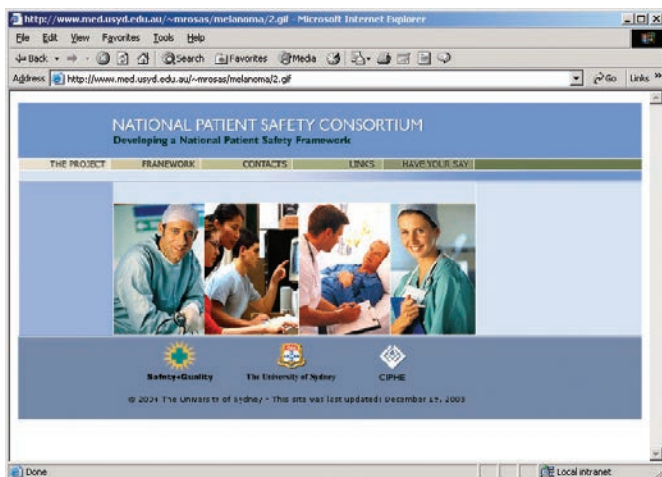 http://www.med.usyd.edu.au/~mrosas/melanoma/2.gif - Microsoft Internet Explorer
File Edit View Favorites Tools Help
Back Search Favorites Media
Address http://www.med.usyd.edu.au/~mrosas/melanoma/2.gif Go Links »
NATIONAL PATIENT SAFETY CONSORTIUM
Developing a National Patient Safety Framework
THE PROJECT FRAMEWORK CONTACTS LINKS HAVE YOUR SAY
Safety+Quality The University of Sydney CIPHE
© 2004 The University of Sydney - This site was last updated: December 19, 2003
Done Local intranet